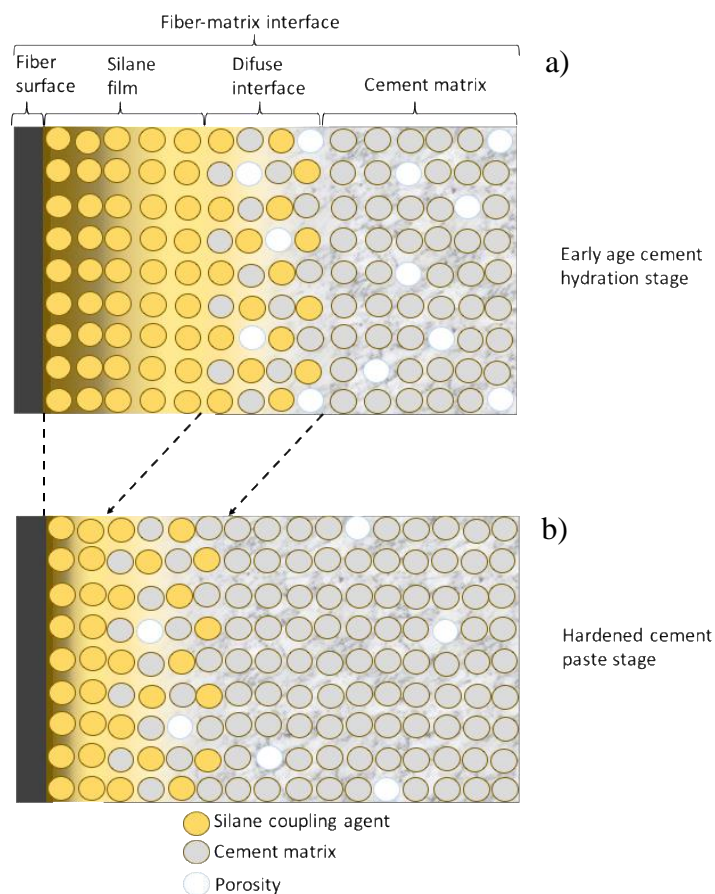 Fiber-matrix interface
a)
Fiber
surface
Silane
film
Difuse
interface
Cement matrix
Early age cement
hydration stage
b)
Hardened cement
paste stage
Silane coupling agent
Cement matrix
Porosity